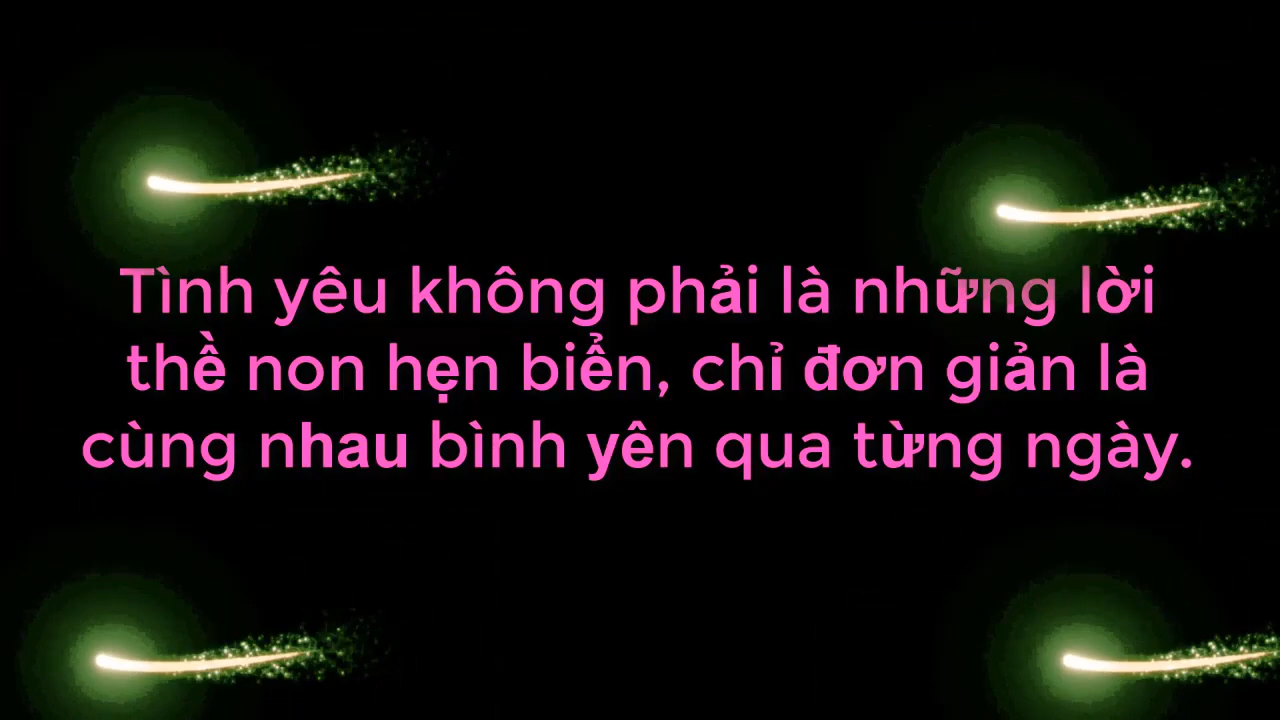 Tình yêu không phải là những lời
thề non hẹn biển, chỉ đơn giản là
cùng nhau bình yên qua từng ngày.